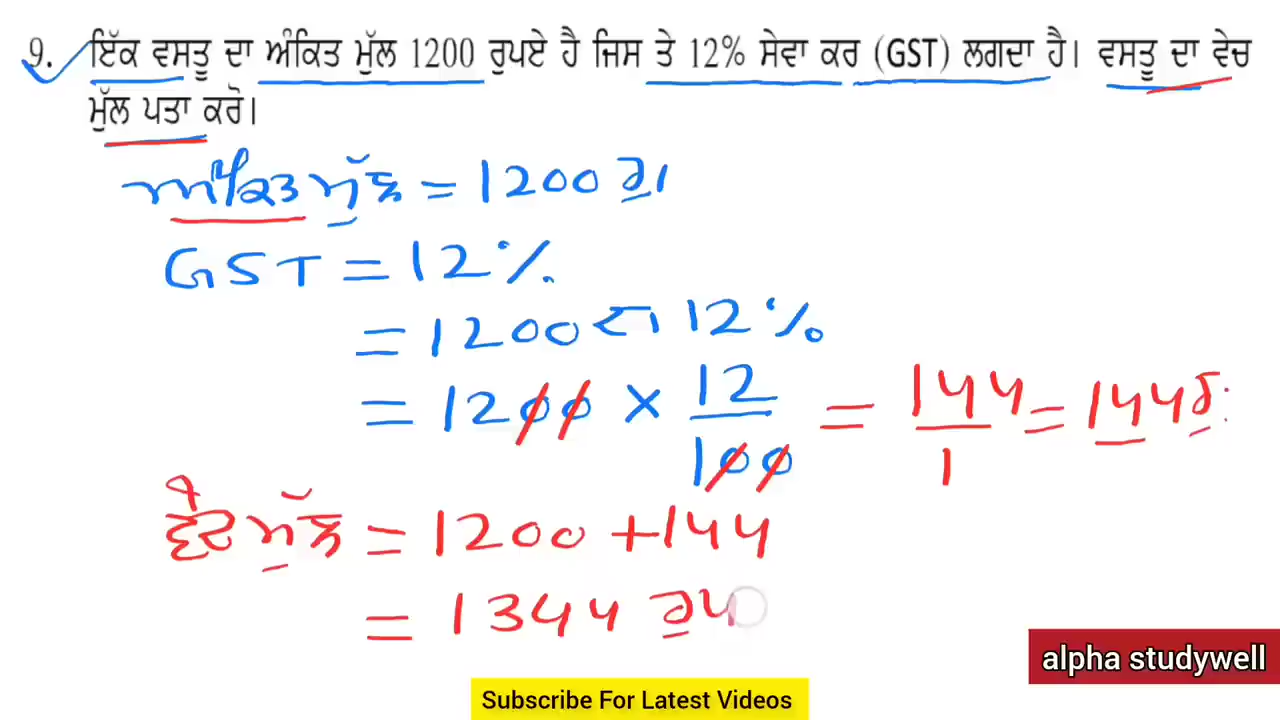 9. ਇੱਕ ਵਸਤੂ ਦਾ ਅੰਕਿਤ ਮੁੱਲ 1200 ਰੁਪਏ ਹੈ ਜਿਸ ਤੇ 12% ਸੇਵਾ ਕਰ (GST) ਲਗਦਾ ਹੈ। ਵਸਤੂ ਦਾ ਵੇਚ
ਮੁੱਲ ਪਤਾ ਕਰੋ।
ਅੰਕਿਤ ਮੁੱਲ = 1200 ਰੁ
GST = 12%
= 1200 ਦਾ 12%
= 1200 × 12/100 = 144/1 = 144 ਰੁ:
ਵੇਚ ਮੁੱਲ = 1200 + 144
= 1344 ਰੁਪ
alpha studywell
Subscribe For Latest Videos